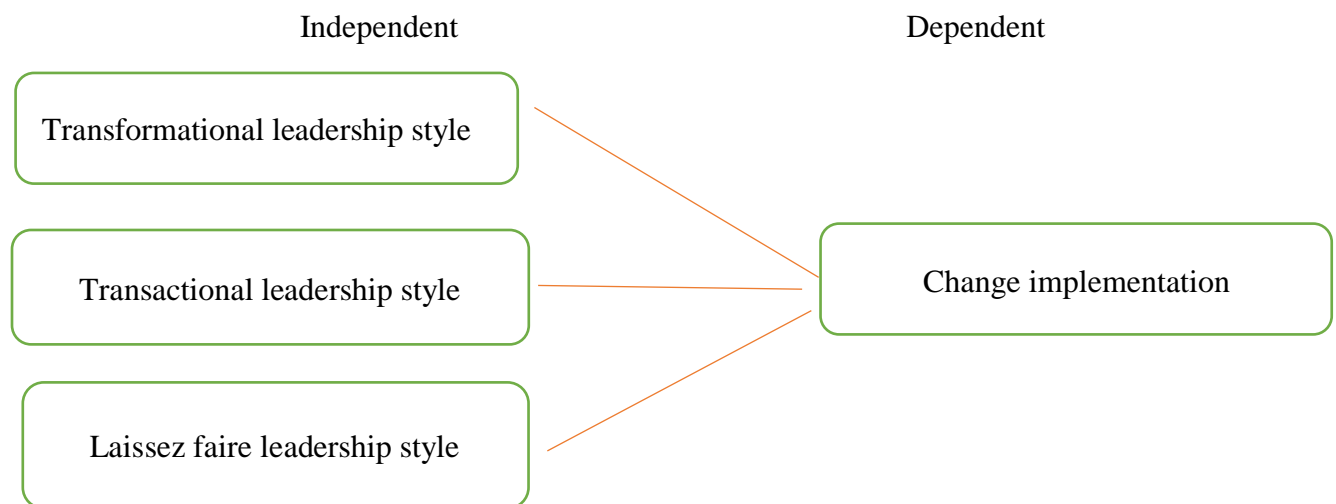 Independent
Dependent
Transformational leadership style
Transactional leadership style
Change implementation
Laissez faire leadership style